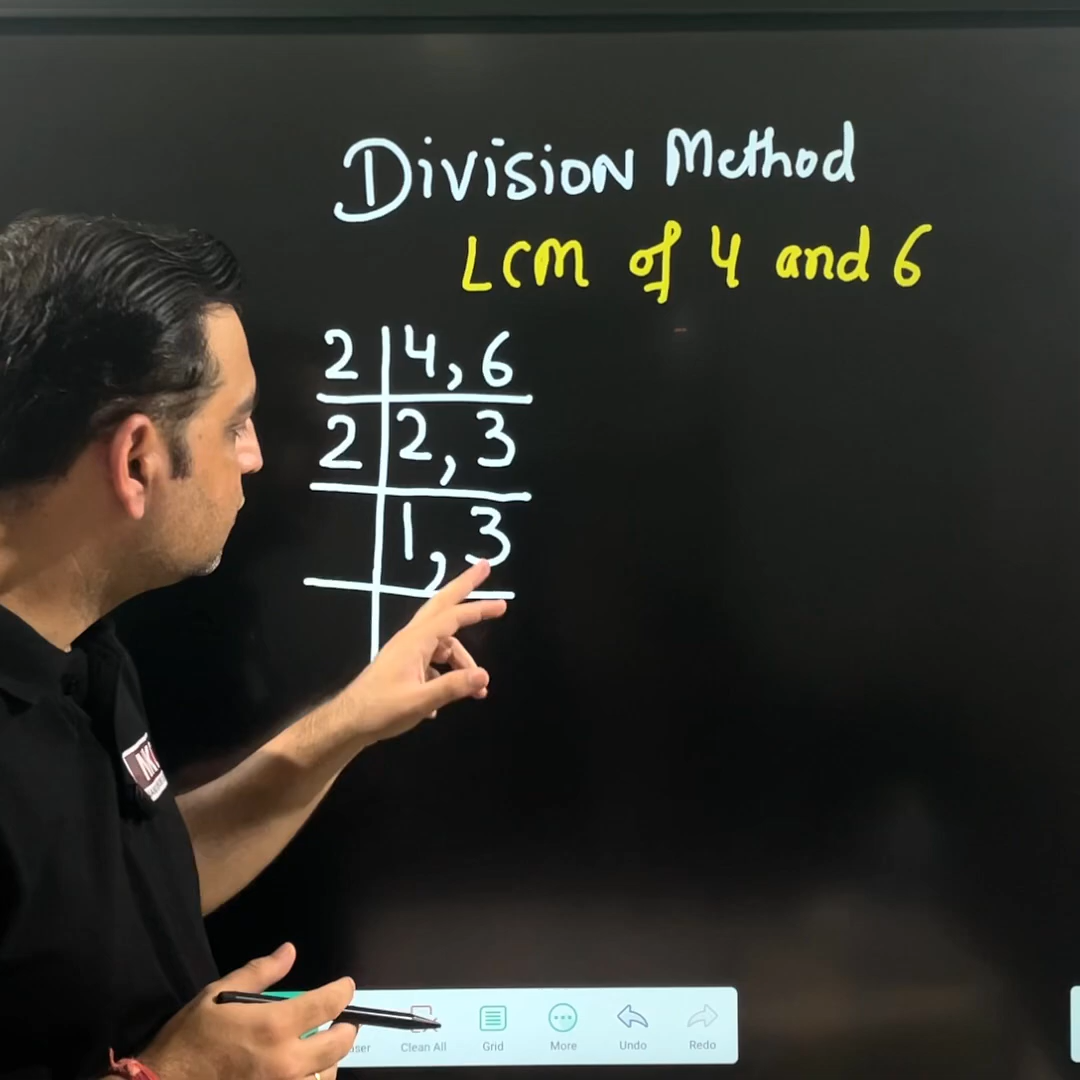 Division Method
LCM of 4 and 6
2 4, 6
2 2, 3
1, 3
Clean All Grid More Undo Redo